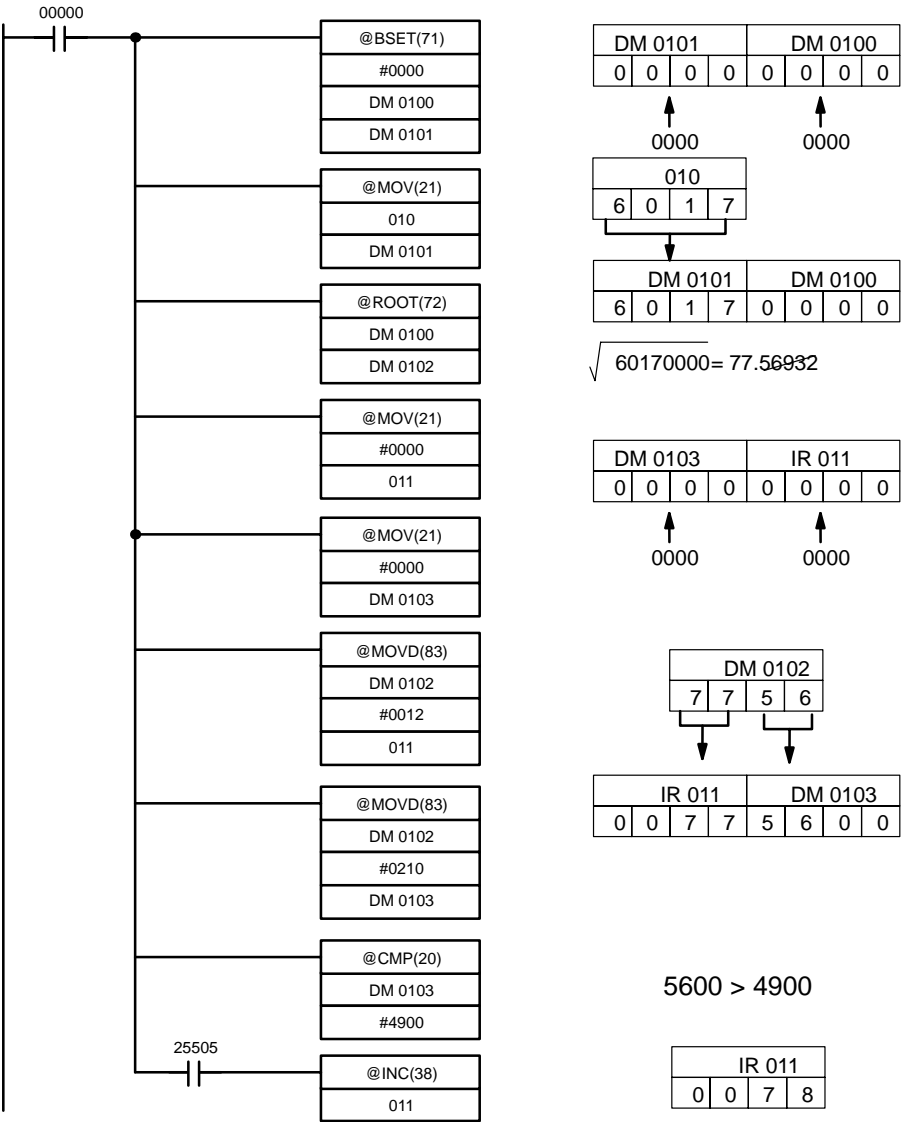 00000
@BSET(71)
#0000
DM 0100
DM 0101
DM 0101 DM 0100
0 0 0 0 0 0 0 0
0000 0000
@MOV(21)
010
DM 0101
010
6 0 1 7
DM 0101 DM 0100
6 0 1 7 0 0 0 0
@ROOT(72)
DM 0100
DM 0102
√60170000= 77.56932
@MOV(21)
#0000
011
DM 0103 IR 011
0 0 0 0 0 0 0 0
0000 0000
@MOV(21)
#0000
DM 0103
@MOVD(83)
DM 0102
#0012
011
DM 0102
7 7 5 6
IR 011 DM 0103
0 0 7 7 5 6 0 0
@MOVD(83)
DM 0102
#0210
DM 0103
@CMP(20)
DM 0103
#4900
5600 > 4900
25505
@INC(38)
011
IR 011
0 0 7 8